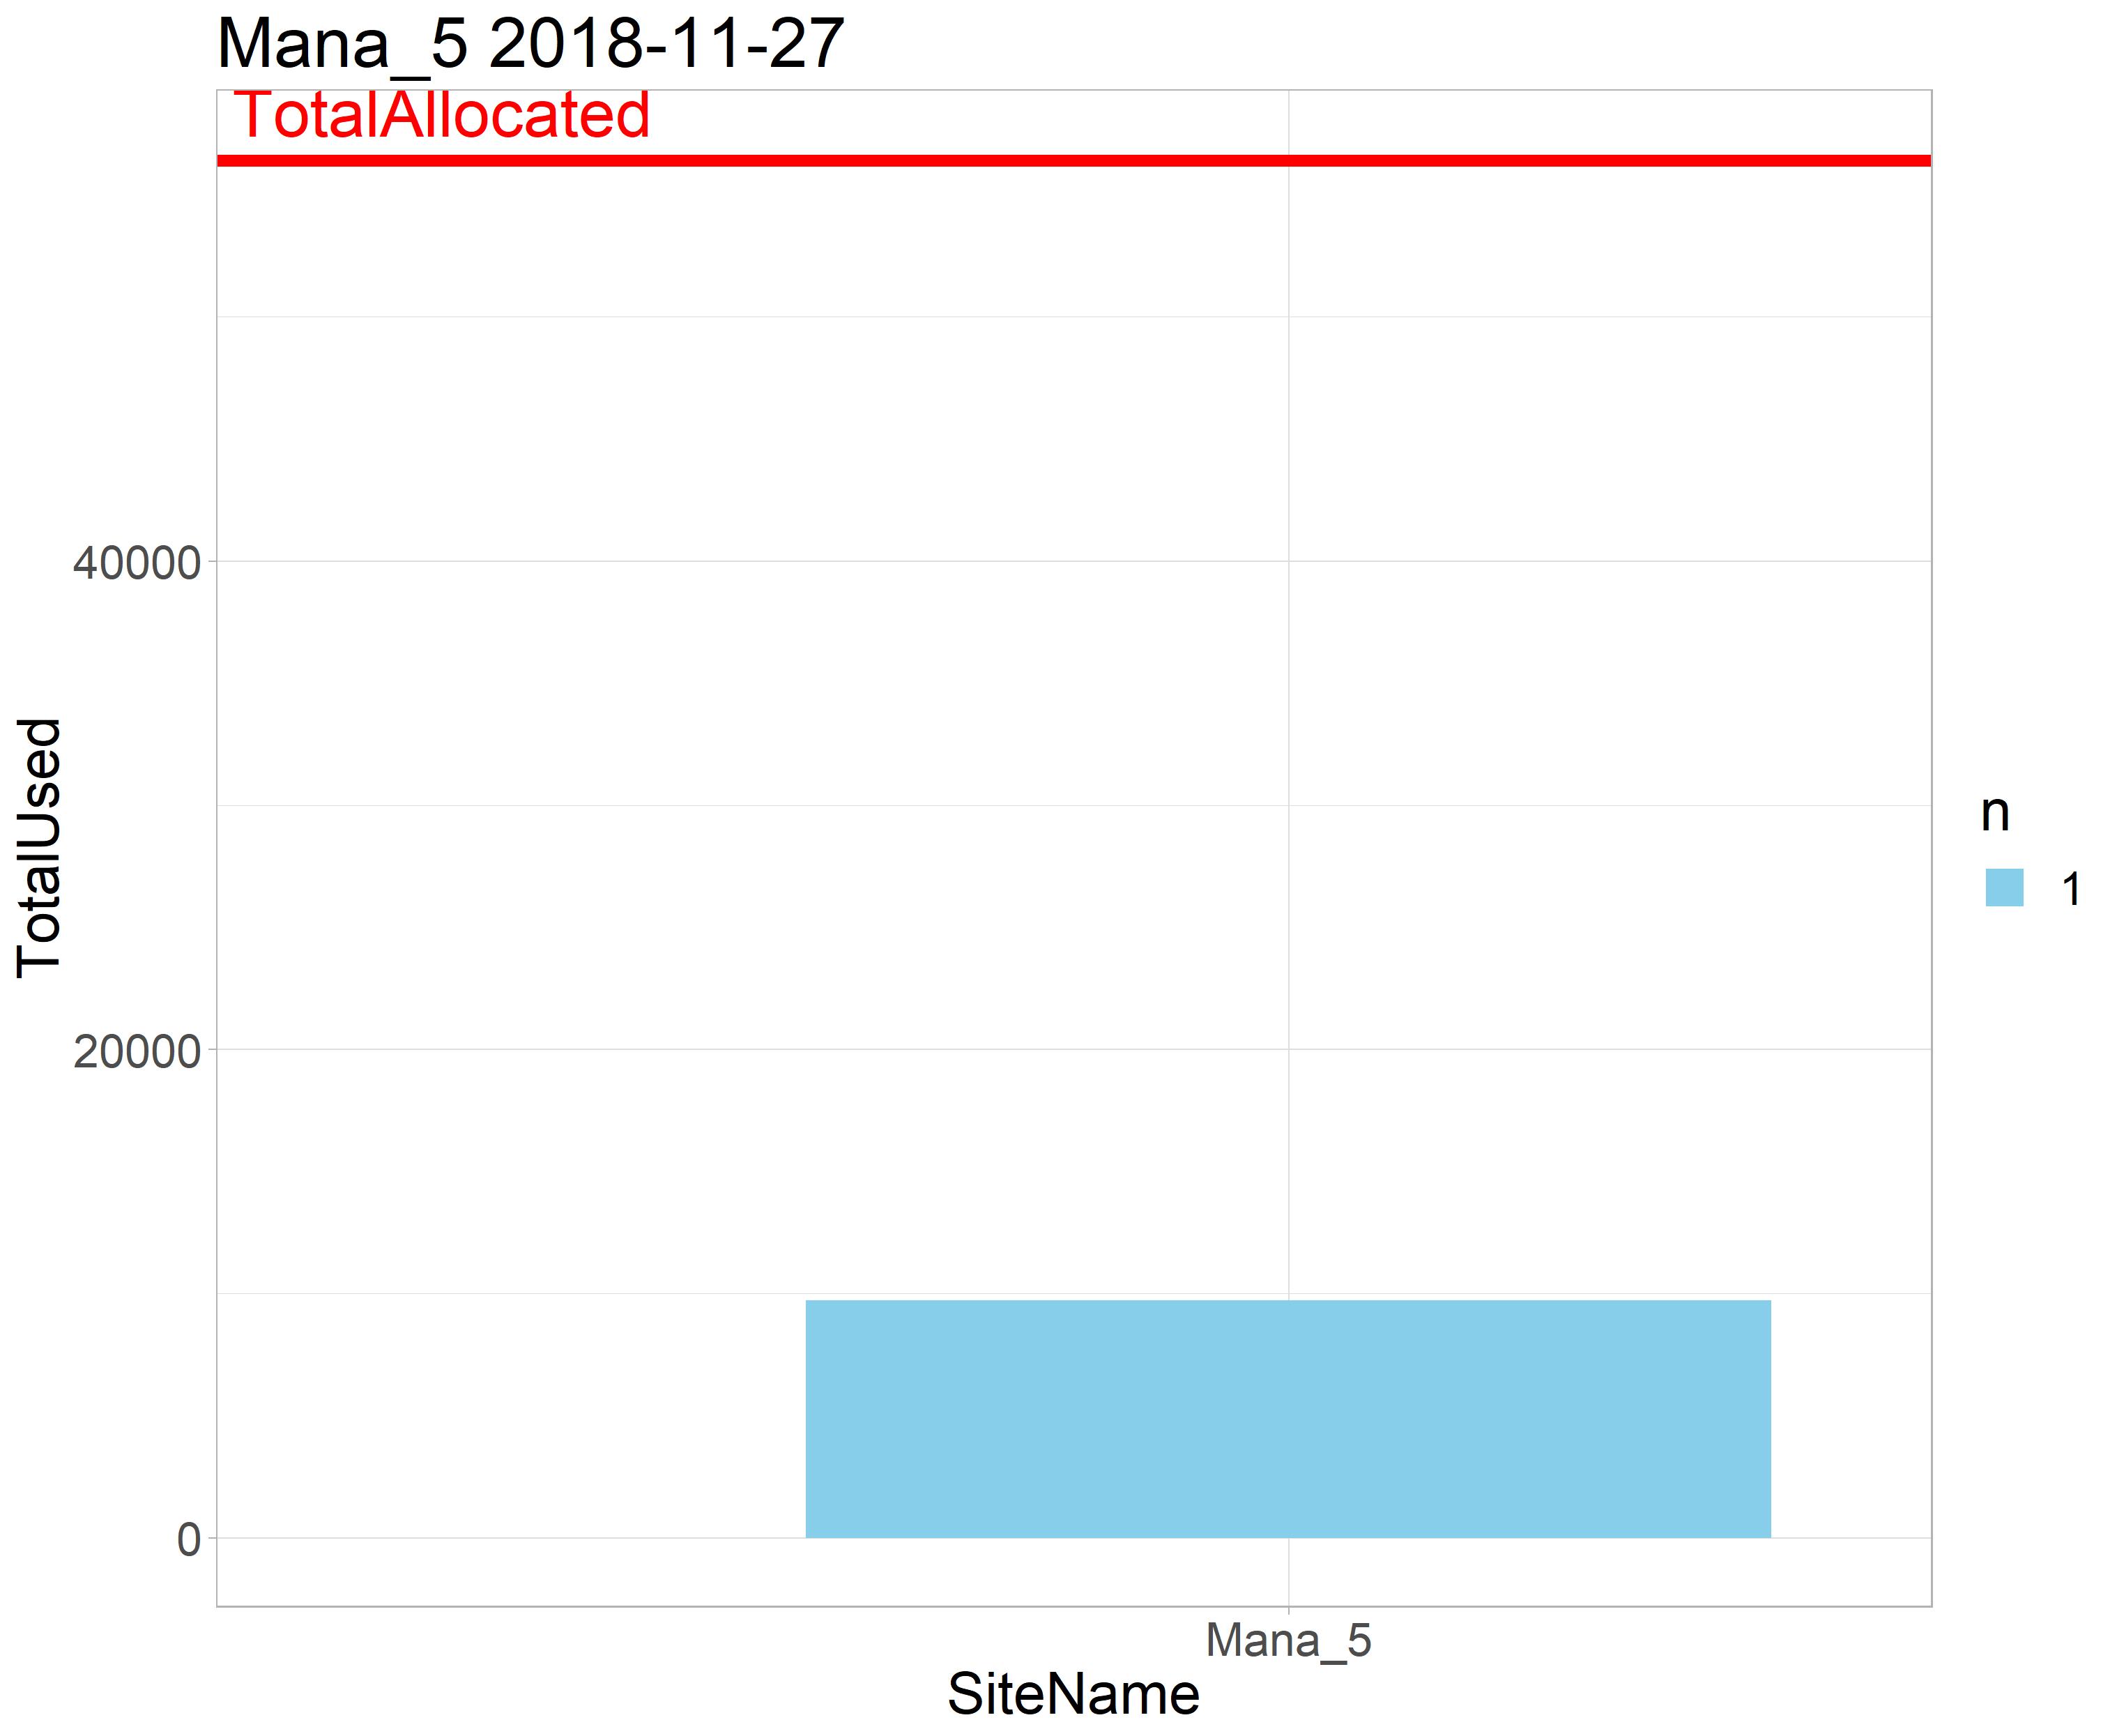 Mana_5 2018-11-27
TotalAllocated
40000
20000
0
TotalUsed
Mana_5
SiteName
n
1